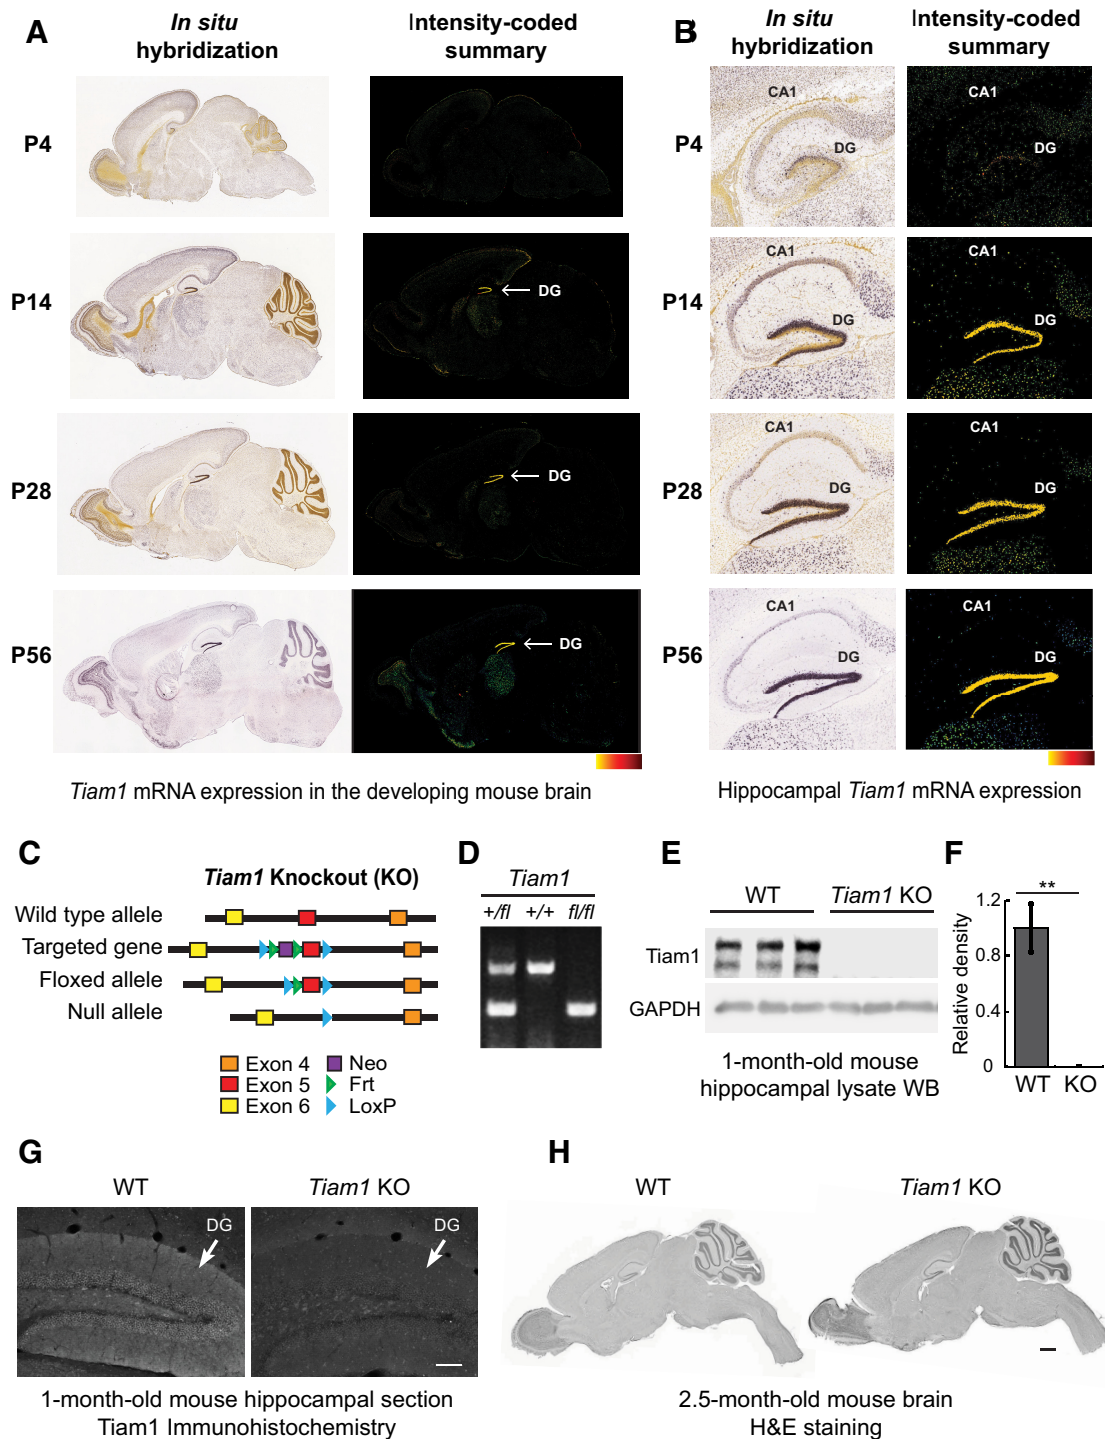 A
In situ
hybridization
Intensity-coded
summary
P4
P14
DG
P28
DG
P56
DG
Tiam1 mRNA expression in the developing mouse brain
B
In situ
hybridization
Intensity-coded
summary
P4
CA1
DG
CA1
P14
CA1
DG
CA1
DG
P28
CA1
DG
CA1
DG
P56
CA1
DG
CA1
DG
Hippocampal Tiam1 mRNA expression
C
Tiam1 Knockout (KO)
Wild type allele
Targeted gene
Floxed allele
Null allele
Exon 4
Neo
Exon 5
Frt
Exon 6
LoxP
D
Tiam1
+/fl +/+ fl/fl
E
WT
Tiam1 KO
Tiam1
GAPDH
1-month-old mouse
hippocampal lysate WB
F
**
1.2
0.8
0.4
0
Relative density
WT KO
G
WT
Tiam1 KO
DG
DG
1-month-old mouse hippocampal section
Tiam1 Immunohistochemistry
H
WT
Tiam1 KO
2.5-month-old mouse brain
H&E staining